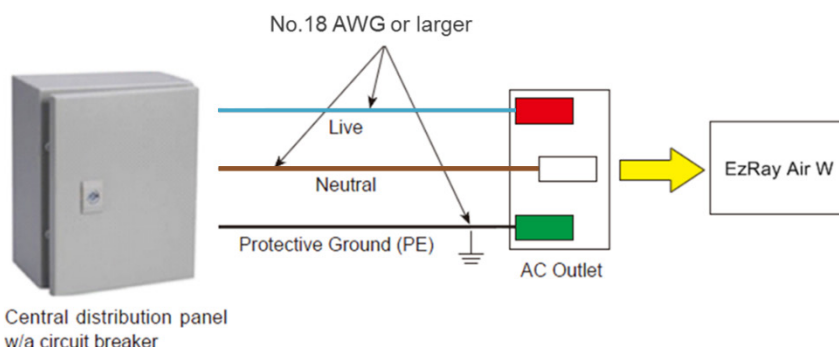 No.18 AWG or larger
Live
Neutral
Protective Ground (PE)
AC Outlet
EzRay Air W
Central distribution panel
w/a circuit breaker